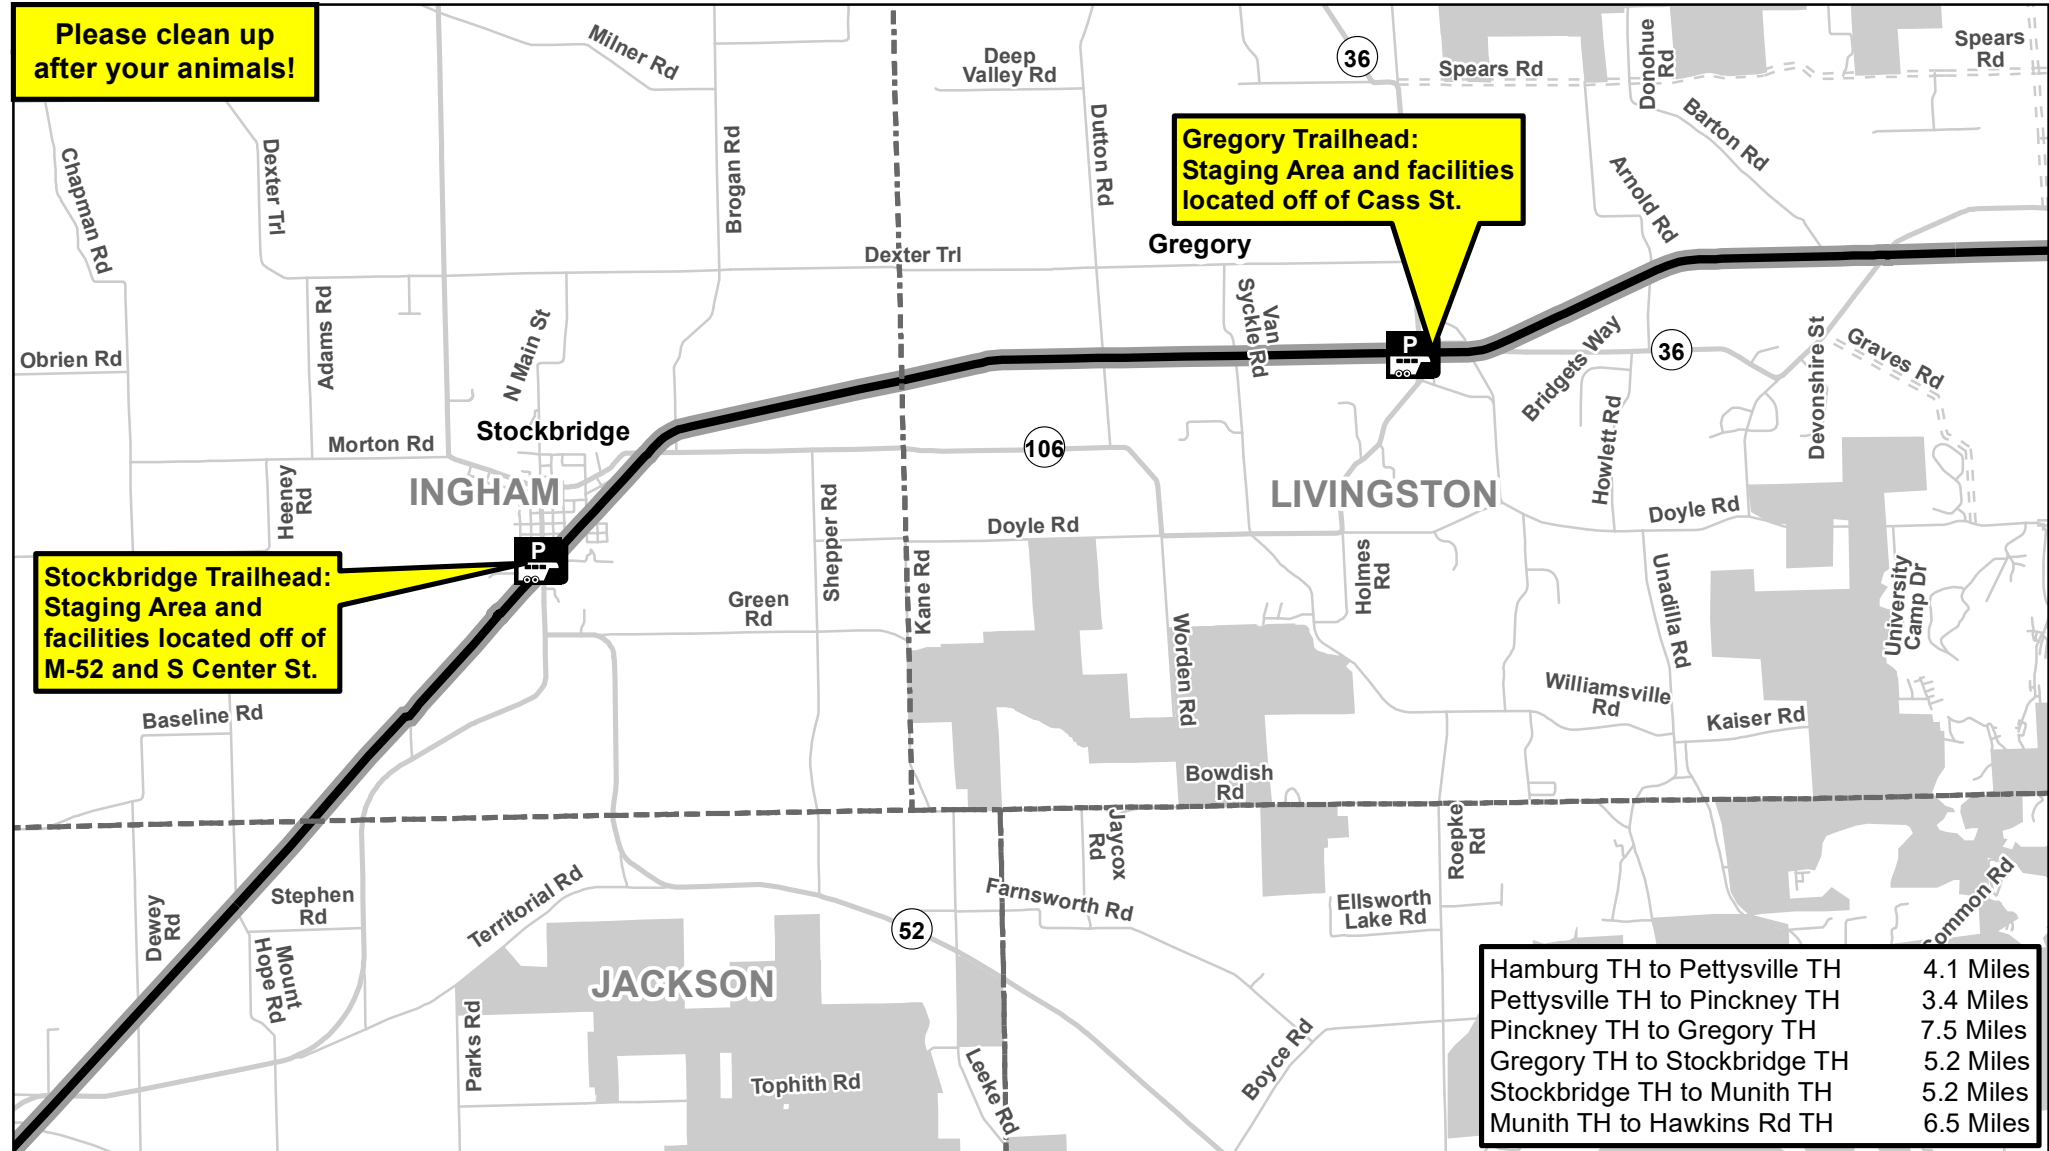 Please clean up
after your animals!
Milner Rd
Deep
Valley Rd
36
Spears Rd
Donohue
Rd
Spears
Rd
Chapman Rd
Dexter Trl
Brogan Rd
Dutton Rd
Gregory Trailhead:
Staging Area and facilities
located off of Cass St.
Barton Rd
Arnold Rd
Dexter Trl
Gregory
Obrien Rd
Adams Rd
N Main St
Van
Syckle Rd
P
Bridgets Way
36
Devonshire St
Graves Rd
Morton Rd
Stockbridge
106
Howlett Rd
Heeney
Rd
INGHAM
LIVINGSTON
Shepper Rd
Doyle Rd
Doyle Rd
Stockbridge Trailhead:
Staging Area and
facilities located off of
M-52 and S Center St.
P
Green
Rd
Kane Rd
Holmes
Rd
Unadilla Rd
University
Camp Dr
Worden Rd
Williamsville
Rd
Baseline Rd
Kaiser Rd
Bowdish
Rd
Jaycox
Rd
Roepke
Rd
Stephen
Rd
Dewey
Rd
Territorial Rd
Farnsworth Rd
Ellsworth
Lake Rd
Common Rd
52
Mount
Hope Rd
JACKSON
Parks Rd
Tophith Rd
Leeke Rd
Boyce Rd
Hamburg TH to Pettysville TH 4.1 Miles
Pettysville TH to Pinckney TH 3.4 Miles
Pinckney TH to Gregory TH 7.5 Miles
Gregory TH to Stockbridge TH 5.2 Miles
Stockbridge TH to Munith TH 5.2 Miles
Munith TH to Hawkins Rd TH 6.5 Miles